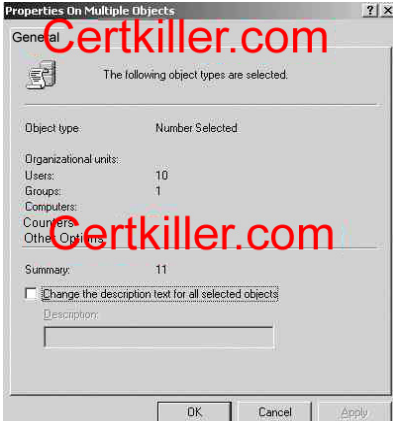 Properties On Multiple Objects
General
Certkiller.com
The following object types are selected.
Object type Number Selected
Organizational units:
Users: 10
Groups: 1
Computers:
Counters
Other Options
Certkiller.com
Summary: 11
Change the description text for all selected objects
Description:
OK Cancel Apply